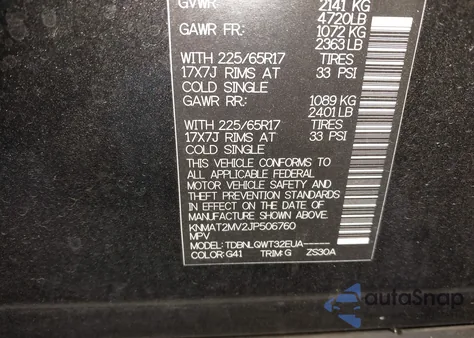 GVWR 2141 KG
4720LB
GAWR FR: 1072 KG
2363 LB
WITH 225/65R17 TIRES
17X7J RIMS AT 33 PSI
COLD SINGLE
GAWR RR: 1089 KG
2401 LB
WITH 225/65R17 TIRES
17X7J RIMS AT 33 PSI
COLD SINGLE
THIS VEHICLE CONFORMS TO
ALL APPLICABLE FEDERAL
MOTOR VEHICLE SAFETY AND
THEFT PREVENTION STANDARDS
IN EFFECT ON THE DATE OF
MANUFACTURE SHOWN ABOVE.
KNMAT2MV2JP506760
MPV
MODEL: TDBNLQWT32EUA
COLOR: G41 TRIM: G ZS30A
autaSnap